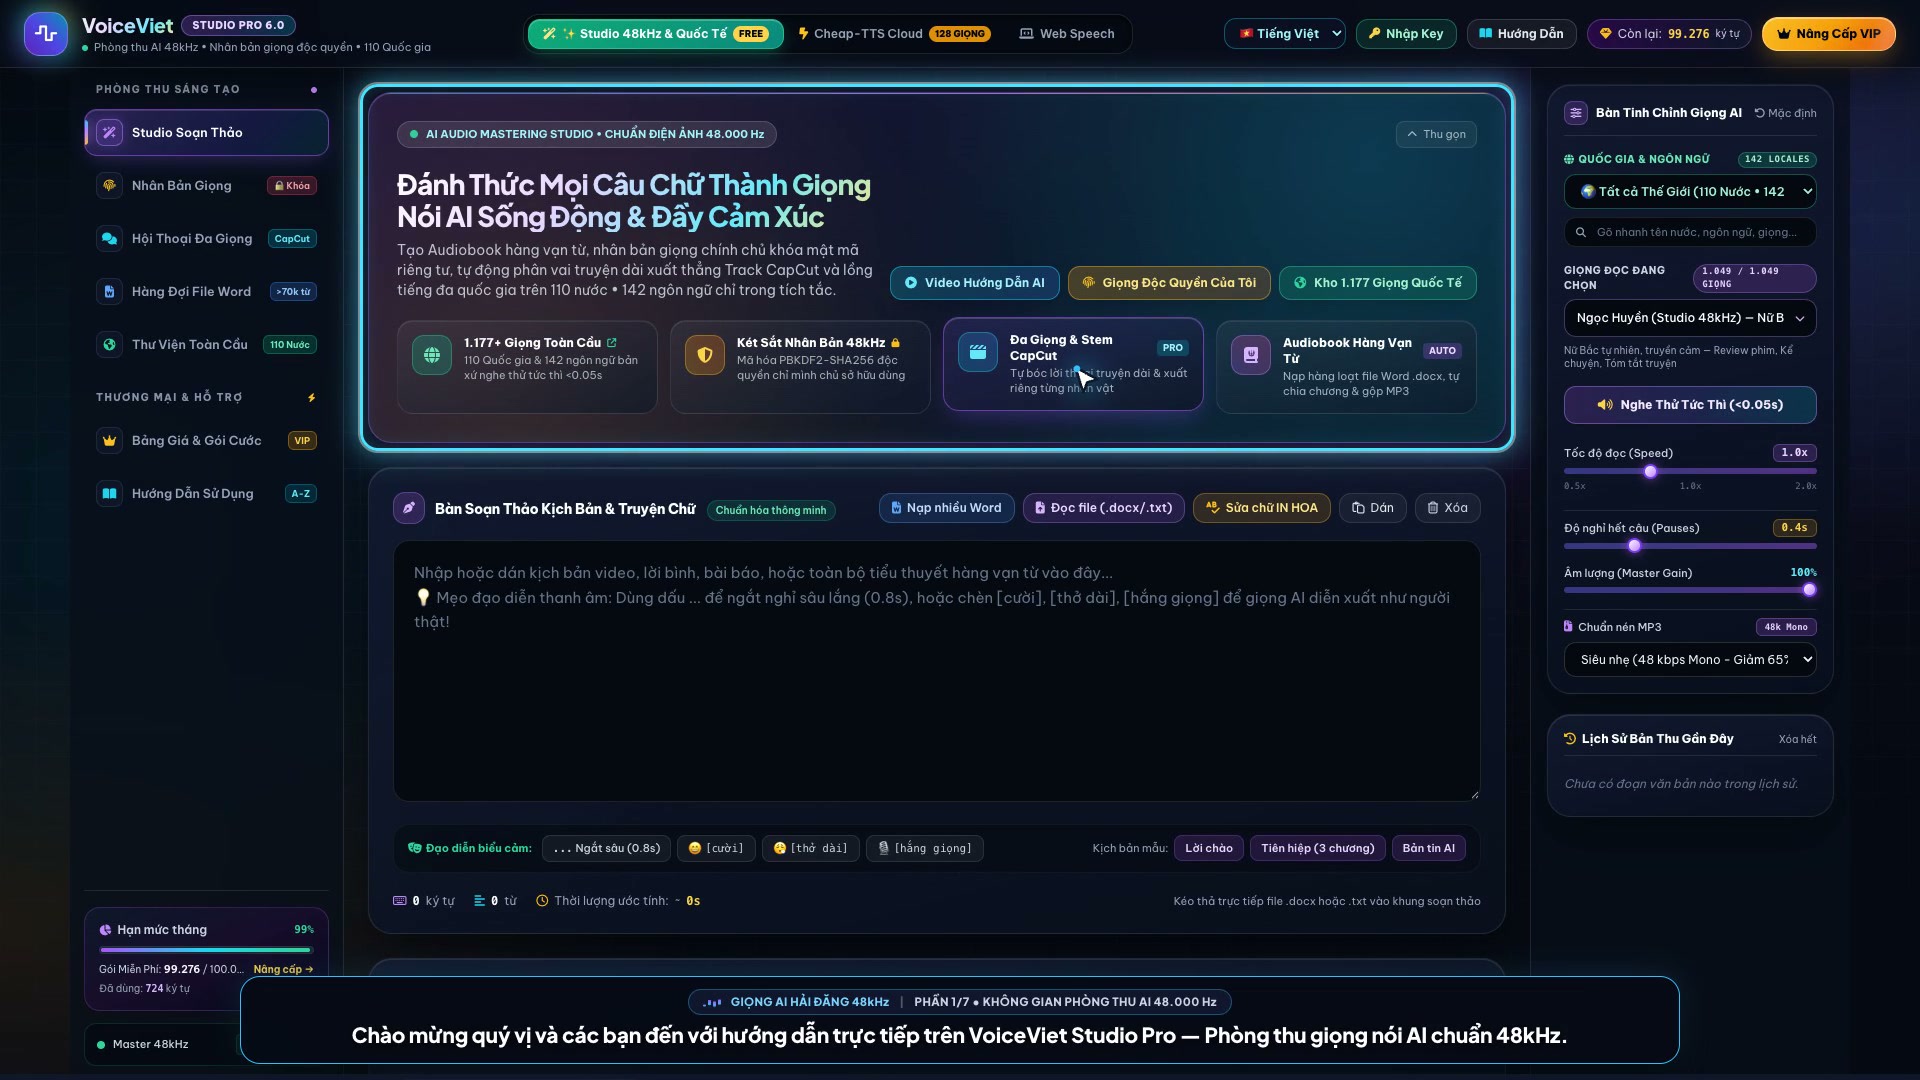 VoiceViet STUDIO PRO 6.0
Phòng thu AI 48kHz • Nhân bản giọng độc quyền • 110 Quốc gia
✨ Studio 48kHz & Quốc Tế FREE
Cheap-TTS Cloud 128 GIỌNG
Web Speech
🇻🇳 Tiếng Việt
Nhập Key
Hướng Dẫn
Còn lại: 99.276 ký tự
Nâng Cấp VIP
PHÒNG THU SÁNG TẠO
Studio Soạn Thảo
Nhân Bản Giọng 🔒 Khóa
Hội Thoại Đa Giọng CapCut
Hàng Đợi File Word >70k từ
Thư Viện Toàn Cầu 110 Nước
THƯƠNG MẠI & HỖ TRỢ
Bảng Giá & Gói Cước VIP
Hướng Dẫn Sử Dụng A-Z
Hạn mức tháng 99%
Gói Miễn Phí: 99.276 / 100.0... Nâng cấp →
Đã dùng: 724 ký tự
Master 48kHz
AI AUDIO MASTERING STUDIO • CHUẨN ĐIỆN ẢNH 48.000 Hz
Thu gọn
Đánh Thức Mọi Câu Chữ Thành Giọng
Nói AI Sống Động & Đầy Cảm Xúc
Tạo Audiobook hàng vạn từ, nhân bản giọng chính chủ khóa mật mã
riêng tư, tự động phân vai truyện dài xuất thẳng Track CapCut và lồng
tiếng đa quốc gia trên 110 nước • 142 ngôn ngữ chỉ trong tích tắc.
Video Hướng Dẫn AI
Giọng Độc Quyền Của Tôi
Kho 1.177 Giọng Quốc Tế
1.177+ Giọng Toàn Cầu
110 Quốc gia & 142 ngôn ngữ bản
xứ nghe thử tức thì <0.05s
Két Sắt Nhân Bản 48kHz
Mã hóa PBKDF2-SHA256 độc
quyền chỉ mình chủ sở hữu dùng
Đa Giọng & Stem
CapCut
PRO
Tự bóc lời thoại truyện dài & xuất
riêng từng nhân vật
Audiobook Hàng Vạn
Từ
AUTO
Nạp hàng loạt file Word .docx, tự
chia chương & gộp MP3
Bàn Soạn Thảo Kịch Bản & Truyện Chữ
Chuẩn hóa thông minh
Nạp nhiều Word
Đọc file (.docx/.txt)
Sửa chữ IN HOA
Dán
Xóa
Nhập hoặc dán kịch bản video, lời bình, bài báo, hoặc toàn bộ tiểu thuyết hàng vạn từ vào đây...
💡 Mẹo đạo diễn thanh âm: Dùng dấu ... để ngắt nghỉ sâu lắng (0.8s), hoặc chèn [cười], [thở dài], [hắng giọng] để giọng AI diễn xuất như người
thật!
Đạo diễn biểu cảm:
... Ngắt sâu (0.8s)
😄 [cười]
😮‍💨 [thở dài]
🎙️ [hắng giọng]
Kịch bản mẫu:
Lời chào
Tiên hiệp (3 chương)
Bản tin AI
0 ký tự
0 từ
Thời lượng ước tính: ~ 0s
Kéo thả trực tiếp file .docx hoặc .txt vào khung soạn thảo
Bàn Tinh Chỉnh Giọng AI
Mặc định
QUỐC GIA & NGÔN NGỮ
142 LOCALES
🌍 Tất cả Thế Giới (110 Nước • 142
Gõ nhanh tên nước, ngôn ngữ, giọng...
GIỌNG ĐỌC ĐANG
CHỌN
1.049 / 1.049
GIỌNG
Ngọc Huyền (Studio 48kHz) — Nữ B
Nữ Bắc tự nhiên, truyền cảm — Review phim, Kể
chuyện, Tóm tắt truyện
Nghe Thử Tức Thì (<0.05s)
Tốc độ đọc (Speed) 1.0x
0.5x 1.0x 2.0x
Độ nghỉ hết câu (Pauses) 0.4s
Âm lượng (Master Gain) 100%
Chuẩn nén MP3 48k Mono
Siêu nhẹ (48 kbps Mono - Giảm 65%
Lịch Sử Bản Thu Gần Đây
Xóa hết
Chưa có đoạn văn bản nào trong lịch sử.
GIỌNG AI HẢI ĐĂNG 48kHz | PHẦN 1/7 • KHÔNG GIAN PHÒNG THU AI 48.000 Hz
Chào mừng quý vị và các bạn đến với hướng dẫn trực tiếp trên VoiceViet Studio Pro — Phòng thu giọng nói AI chuẩn 48kHz.